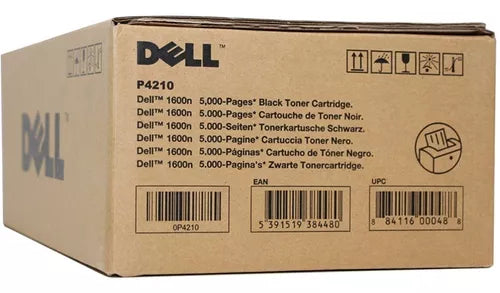 DELL™
DELL
P4210
Dell™ 1600n 5,000-Pages* Black Toner Cartridge.
Dell™ 1600n 5.000-Pages* Cartouche de Toner Noir.
Dell™ 1600n 5.000-Seiten* Tonerkartusche Schwarz.
Dell™ 1600n 5.000-Pagine* Cartuccia Toner Nero.
Dell™ 1600n 5.000-Páginas* Cartucho de Tóner Negro.
Dell™ 1600n 5.000-Pagina's* Zwarte Tonercartridge.
EAN
UPC
0P4210
5 391519 384480
8 84116 00048 8